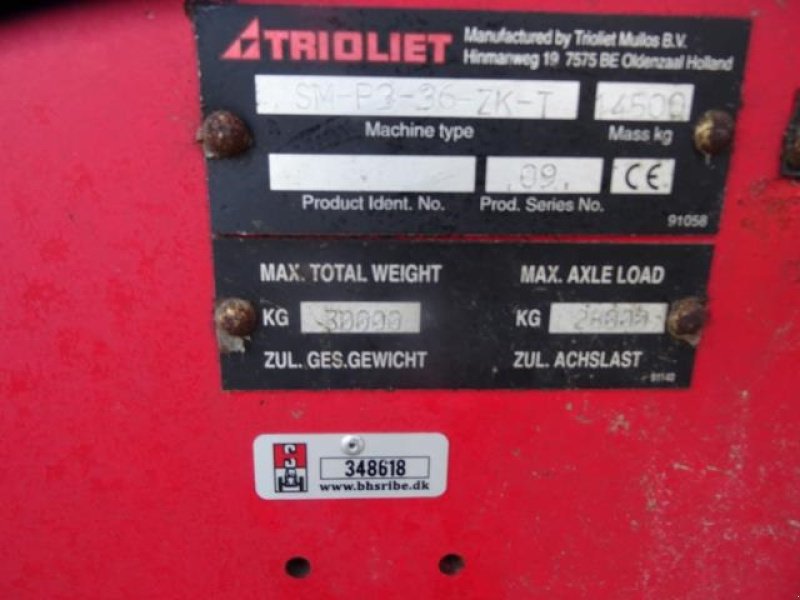 TRIOLIET
Manufactured by Trioliet Mullos B.V.
Hinmanweg 19 7575 BE Oldenzaal Holland
SM-P3-36-ZK-T
14500
Machine type
Mass kg
09
CE
Product Ident. No.
Prod. Series No.
91058
MAX. TOTAL WEIGHT
MAX. AXLE LOAD
KG 30000
KG
ZUL. GES.GEWICHT
ZUL. ACHSLAST
91140
348618
www.bhsribe.dk